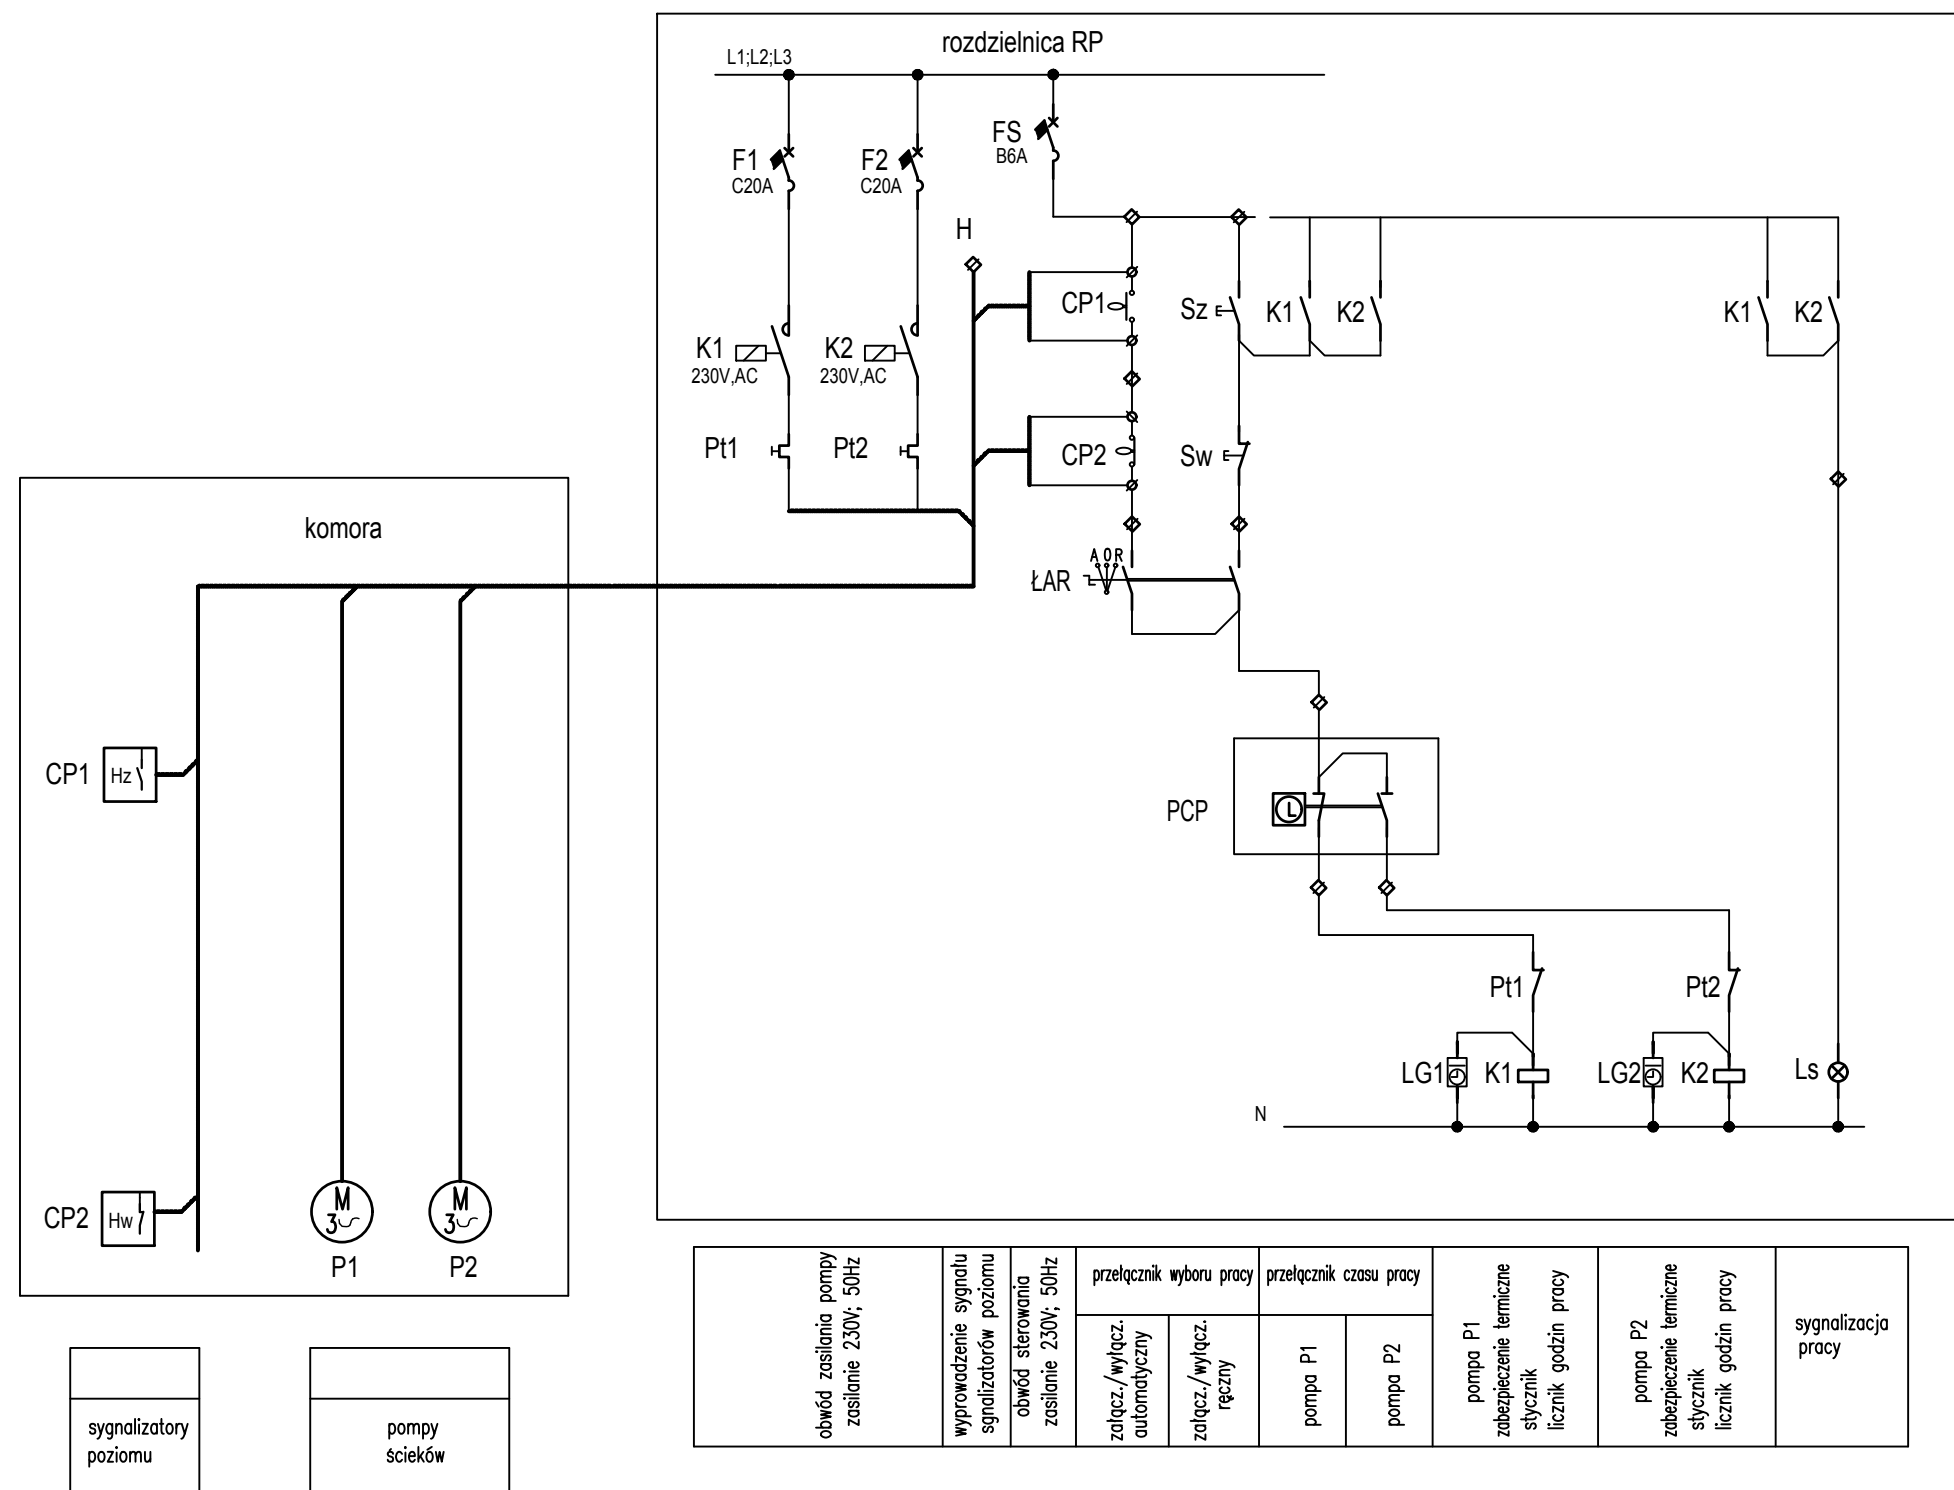 rozdzielnica RP
L1;L2;L3
F1
C20A
F2
C20A
FS
B6A
H
K1
230V,AC
K2
230V,AC
CP1
Sz
K1
K2
K1
K2
Pt1
Pt2
CP2
Sw
A O R
ŁAR
komora
CP1
Hz
CP2
Hw
M
3
P1
M
3
P2
PCP
L
Pt1
Pt2
LG1
K1
LG2
K2
Ls
N
obwód zasilania pompy
zasilanie 230V; 50Hz
wyprowadzenie sygnału
sgnalizatorów poziomu
obwód sterowania
zasilanie 230V; 50Hz
przełącznik wyboru pracy
załącz./wyłącz.
automatyczny
załącz./wyłącz.
ręczny
przełącznik czasu pracy
pompa P1
pompa P2
pompa P1
zabezpieczenie termiczne
stycznik
licznik godzin pracy
pompa P2
zabezpieczenie termiczne
stycznik
licznik godzin pracy
sygnalizacja
pracy
sygnalizatory
poziomu
pompy
ścieków